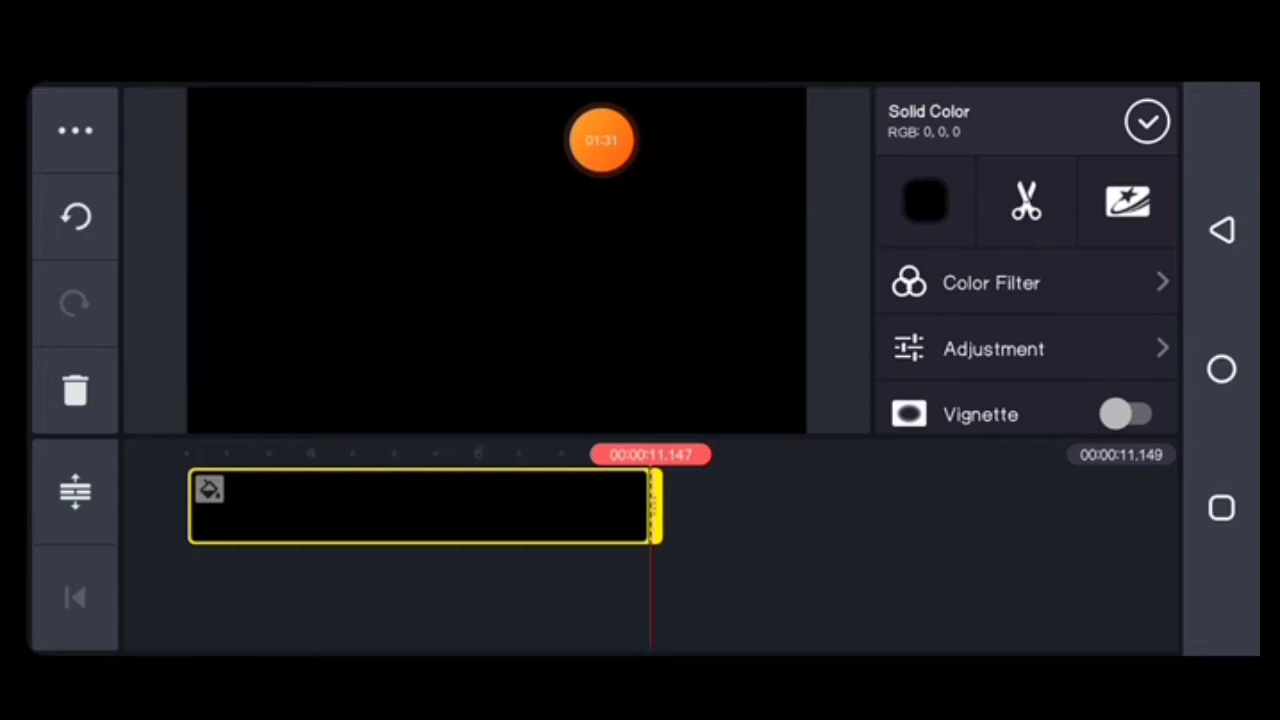 01:31
Solid Color
RGB: 0, 0, 0
Color Filter
Adjustment
Vignette
4
6
00:00:11.147
00:00:11.149